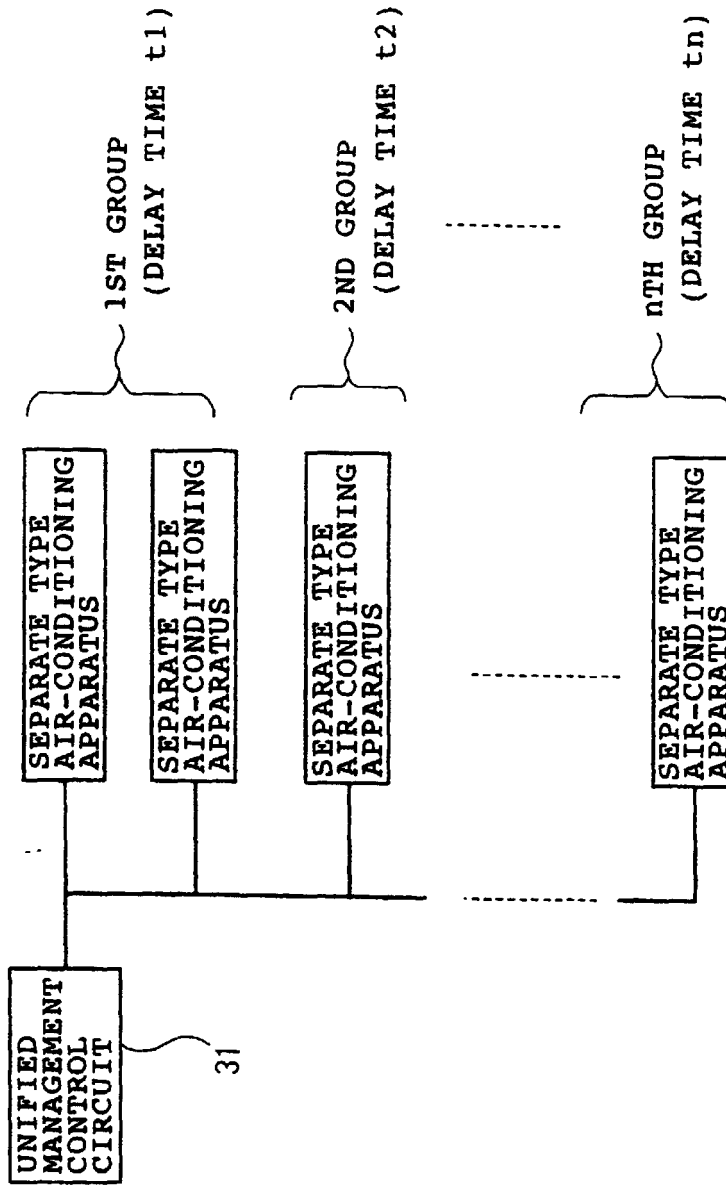 UNIFIED
MANAGEMENT
CONTROL
CIRCUIT
31
SEPARATE TYPE
AIR-CONDITIONING
APPARATUS
SEPARATE TYPE
AIR-CONDITIONING
APPARATUS
SEPARATE TYPE
AIR-CONDITIONING
APPARATUS
SEPARATE TYPE
AIR-CONDITIONING
APPARATUS
1ST GROUP
(DELAY TIME t1)
2ND GROUP
(DELAY TIME t2)
nTH GROUP
(DELAY TIME tn)